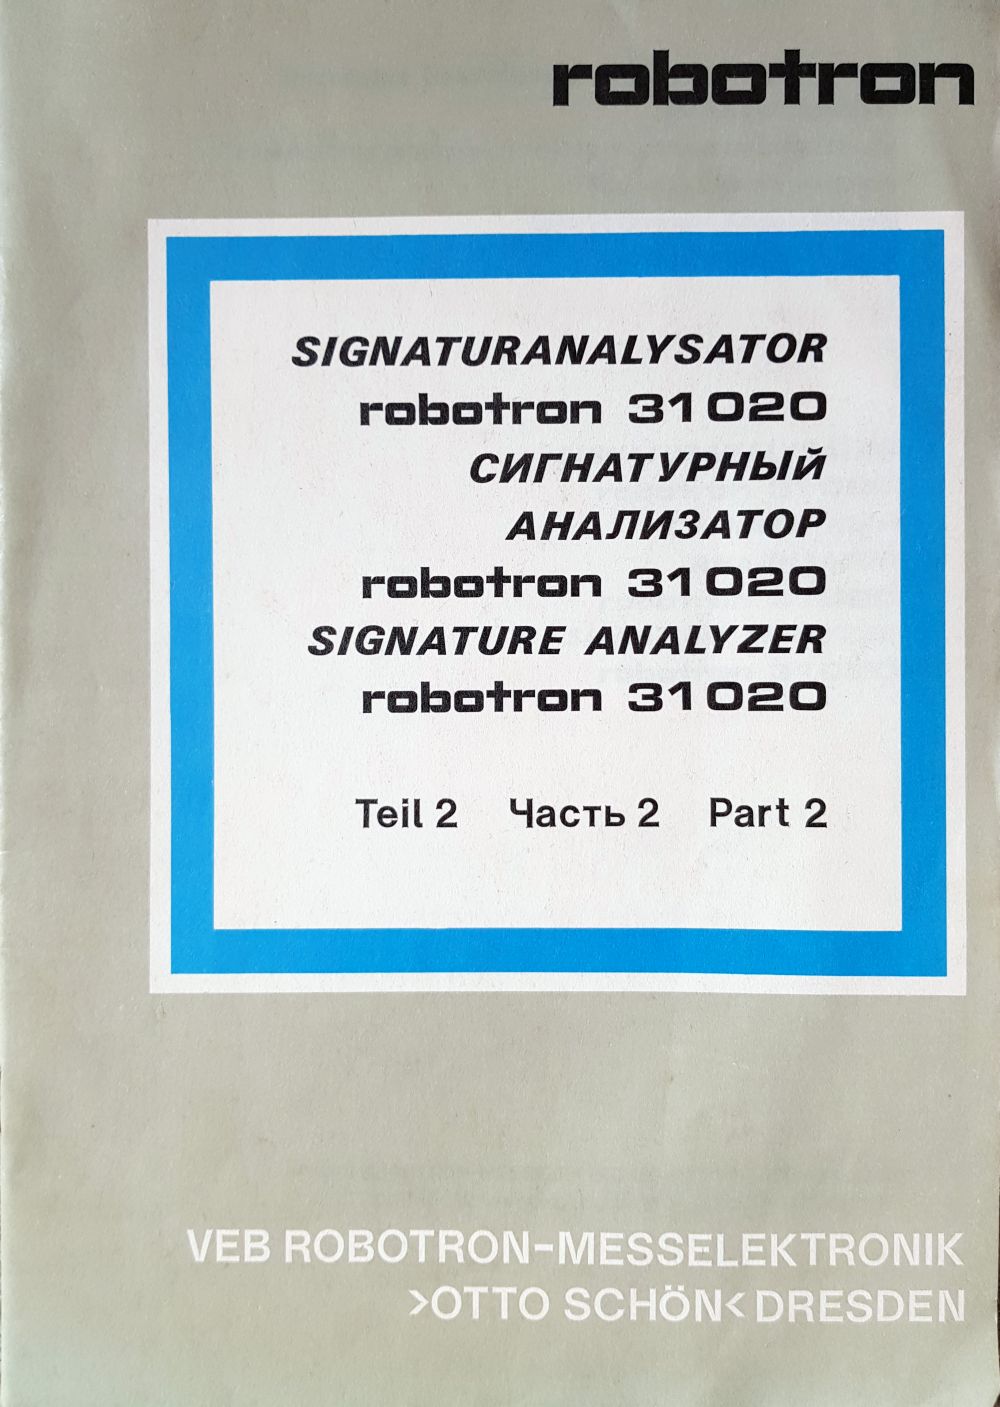 robotron
SIGNATURANALYSATOR
robotron 31020
СИГНАТУРНЫЙ
АНАЛИЗАТОР
robotron 31020
SIGNATURE ANALYZER
robotron 31020
Teil 2 Часть 2 Part 2
VEB ROBOTRON-MESSELEKTRONIK
>OTTO SCHÖN< DRESDEN